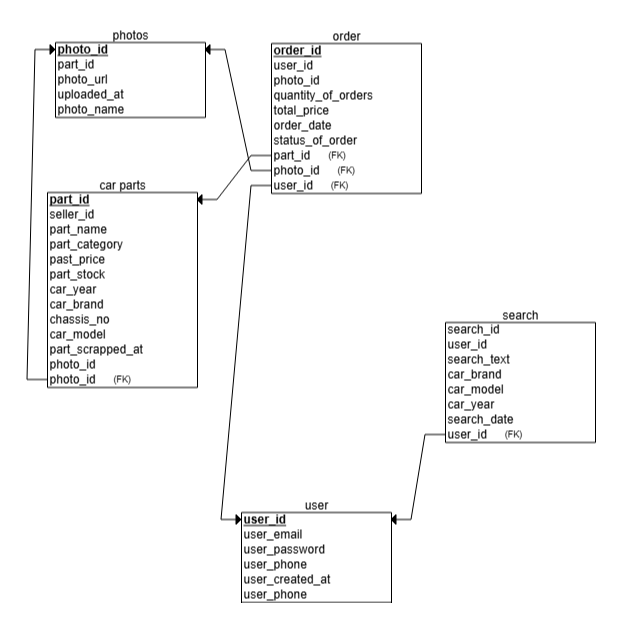 photos
photo_id
part_id
photo_url
uploaded_at
photo_name
order
order_id
user_id
photo_id
quantity_of_orders
total_price
order_date
status_of_order
part_id (FK)
photo_id (FK)
user_id (FK)
car parts
part_id
seller_id
part_name
part_category
past_price
part_stock
car_year
car_brand
chassis_no
car_model
part_scrapped_at
photo_id
photo_id (FK)
search
search_id
user_id
search_text
car_brand
car_model
car_year
search_date
user_id (FK)
user
user_id
user_email
user_password
user_phone
user_created_at
user_phone